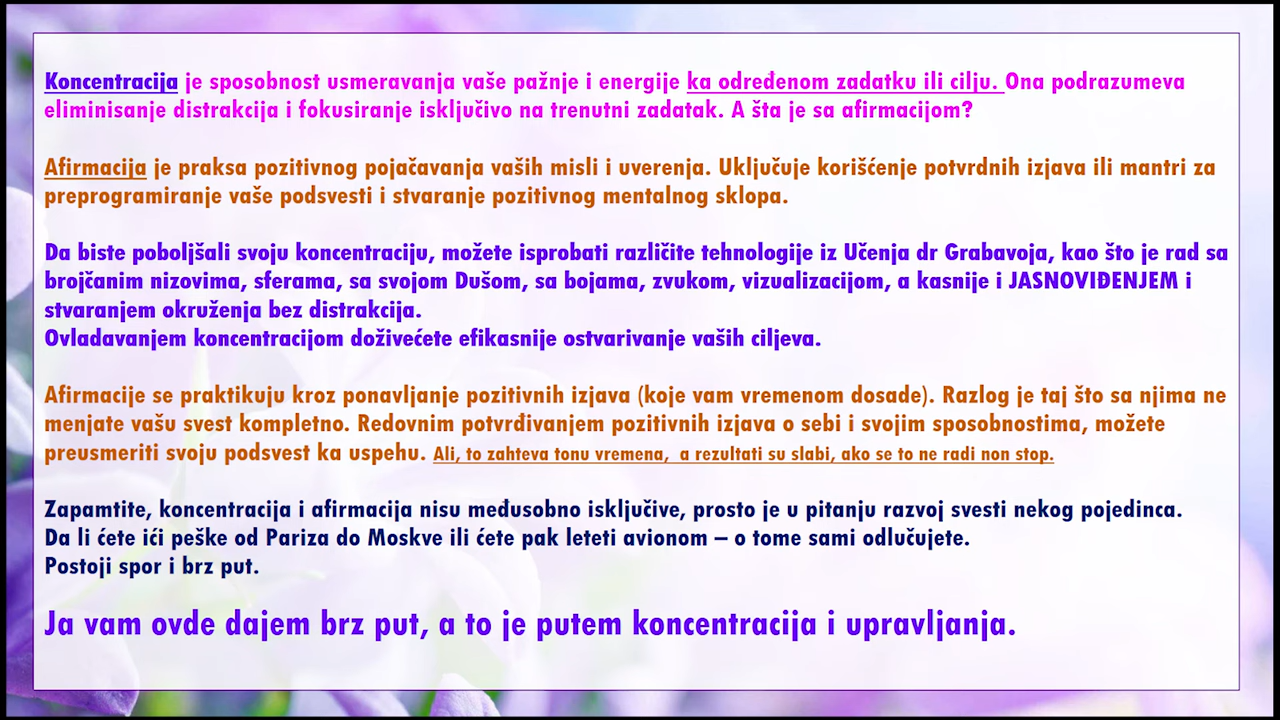 Koncentracija je sposobnost usmeravanja vaše pažnje i energije ka određenom zadatku ili cilju. Ona podrazumeva
eliminisanje distrakcija i fokusiranje isključivo na trenutni zadatak. A šta je sa afirmacijom?
Afirmacija je praksa pozitivnog pojačavanja vaših misli i uverenja. Uključuje korišćenje potvrdnih izjava ili mantri za
preprogramiranje vaše podsvesti i stvaranje pozitivnog mentalnog sklopa.
Da biste poboljšali svoju koncentraciju, možete isprobati različite tehnologije iz Učenja dr Grabavoja, kao što je rad sa
brojčanim nizovima, sferama, sa svojom Dušom, sa bojama, zvukom, vizualizacijom, a kasnije i JASNOVIĐENJEM i
stvaranjem okruženja bez distrakcija.
Ovladavanjem koncentracijom doživećete efikasnije ostvarivanje vaših ciljeva.
Afirmacije se praktikuju kroz ponavljanje pozitivnih izjava (koje vam vremenom dosade). Razlog je taj što sa njima ne
menjate vašu svest kompletno. Redovnim potvrđivanjem pozitivnih izjava o sebi i svojim sposobnostima, možete
preusmeriti svoju podsvest ka uspehu. Ali, to zahteva tonu vremena, a rezultati su slabi, ako se to ne radi non stop.
Zapamtite, koncentracija i afirmacija nisu međusobno isključive, prosto je u pitanju razvoj svesti nekog pojedinca.
Da li ćete ići peške od Pariza do Moskve ili ćete pak leteti avionom – o tome sami odlučujete.
Postoji spor i brz put.
Ja vam ovde dajem brz put, a to je putem koncentracija i upravljanja.